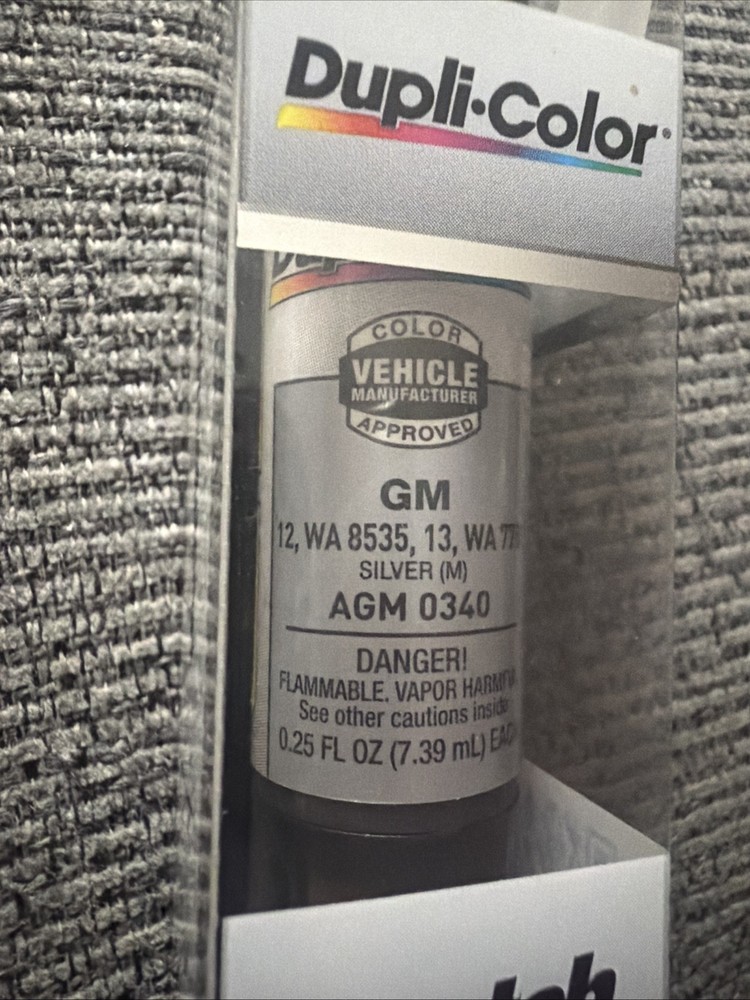 Dupli·Color
COLOR
VEHICLE
MANUFACTURER
APPROVED
GM
12, WA 8535, 13, WA
SILVER (M)
AGM 0340
DANGER!
FLAMMABLE. VAPOR
See other cautions inside
0.25 FL OZ (7.39 mL)